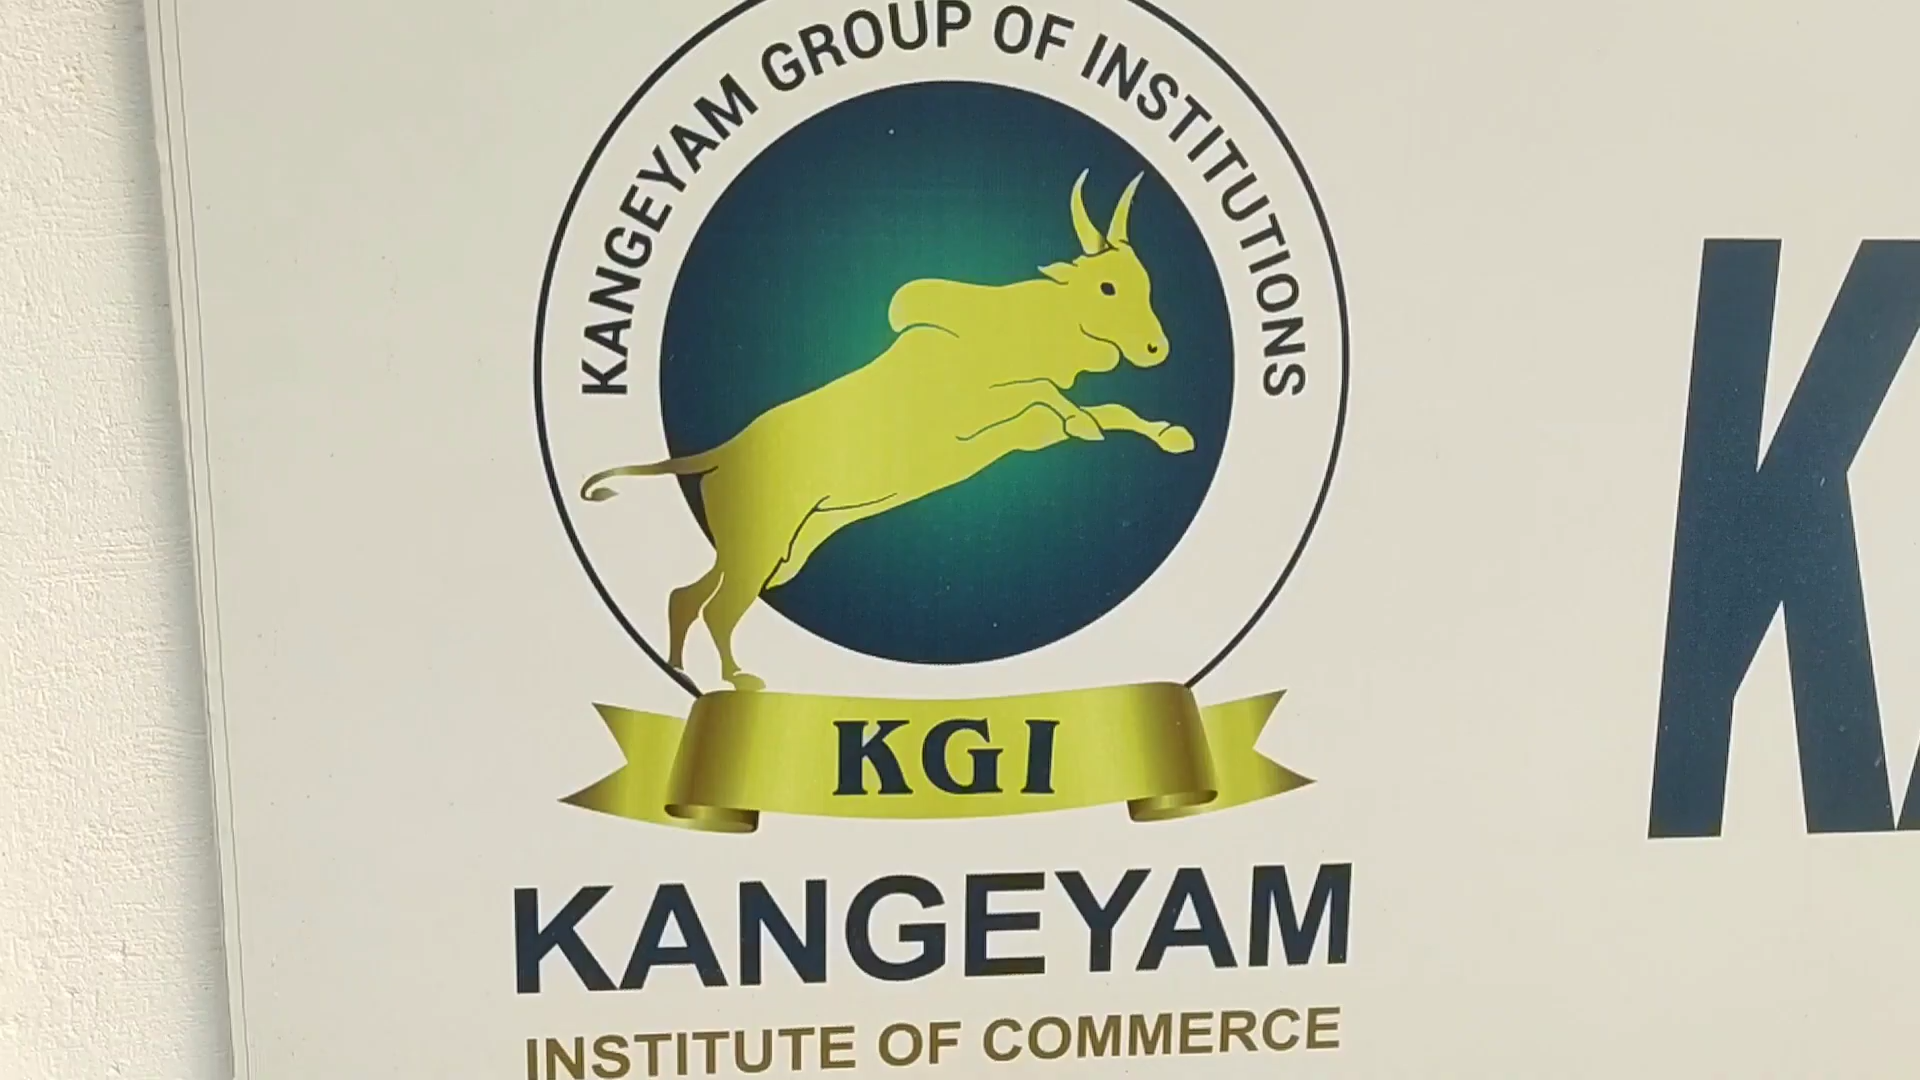 KANGEYAM GROUP OF INSTITUTIONS
KGI
KANGEYAM
INSTITUTE OF COMMERCE
K